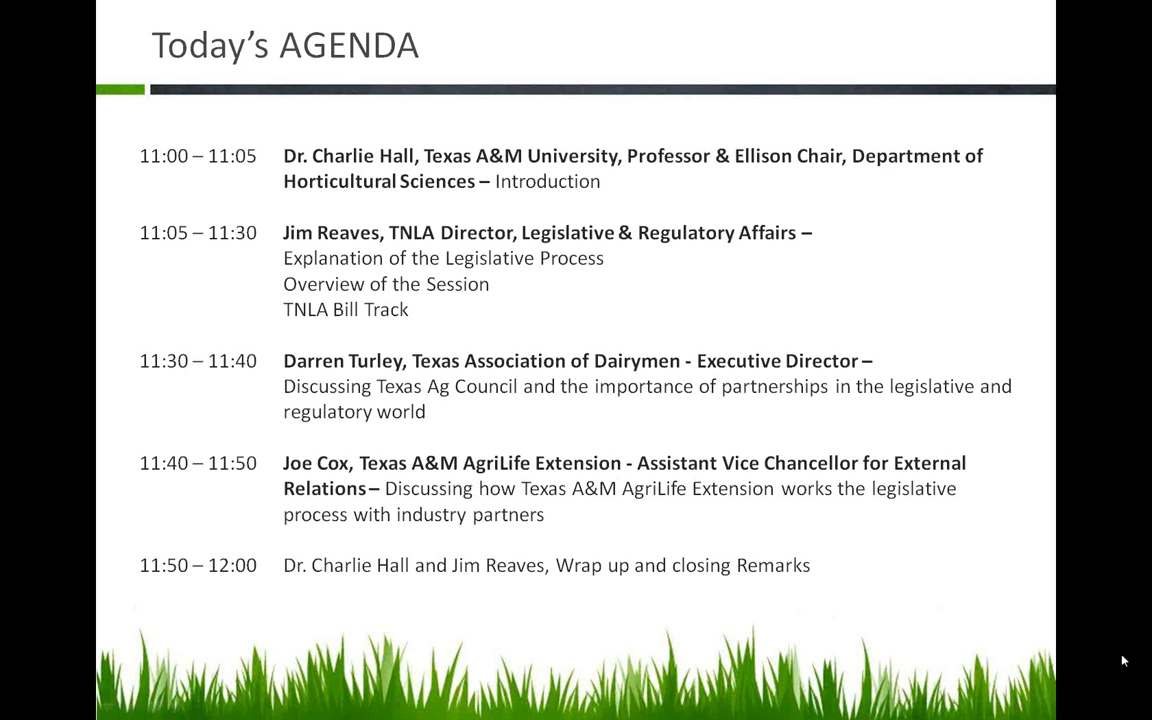 Today’s AGENDA
11:00 – 11:05 Dr. Charlie Hall, Texas A&M University, Professor & Ellison Chair, Department of
Horticultural Sciences – Introduction
11:05 – 11:30 Jim Reaves, TNLA Director, Legislative & Regulatory Affairs –
Explanation of the Legislative Process
Overview of the Session
TNLA Bill Track
11:30 – 11:40 Darren Turley, Texas Association of Dairymen - Executive Director –
Discussing Texas Ag Council and the importance of partnerships in the legislative and
regulatory world
11:40 – 11:50 Joe Cox, Texas A&M AgriLife Extension - Assistant Vice Chancellor for External
Relations – Discussing how Texas A&M AgriLife Extension works the legislative
process with industry partners
11:50 – 12:00 Dr. Charlie Hall and Jim Reaves, Wrap up and closing Remarks